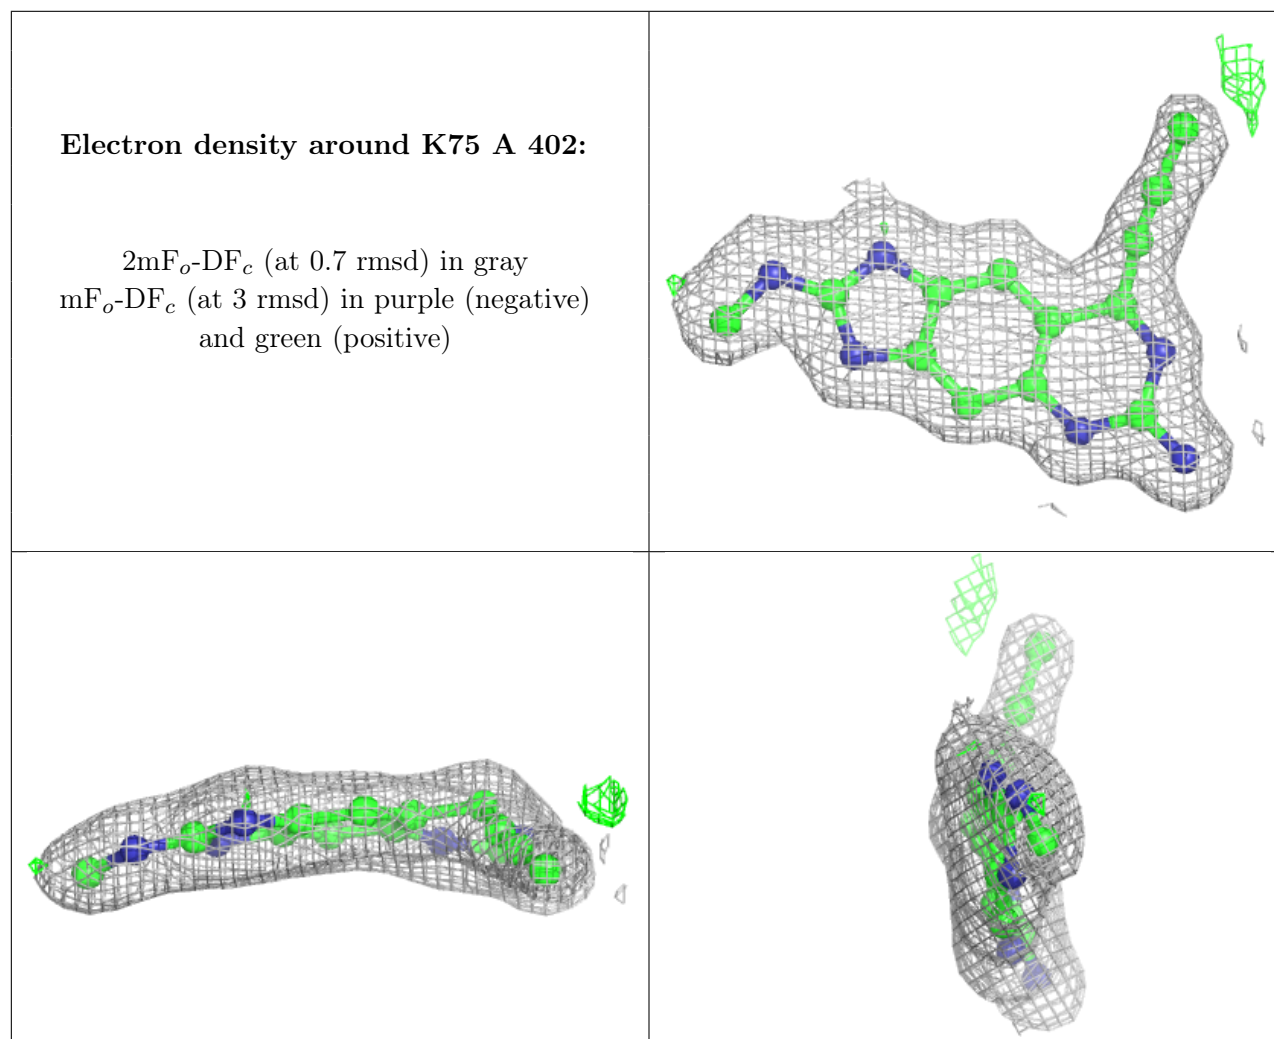 Electron density around K75 A 402:
2mFo-DFc (at 0.7 rmsd) in gray
mFo-DFc (at 3 rmsd) in purple (negative)
and green (positive)